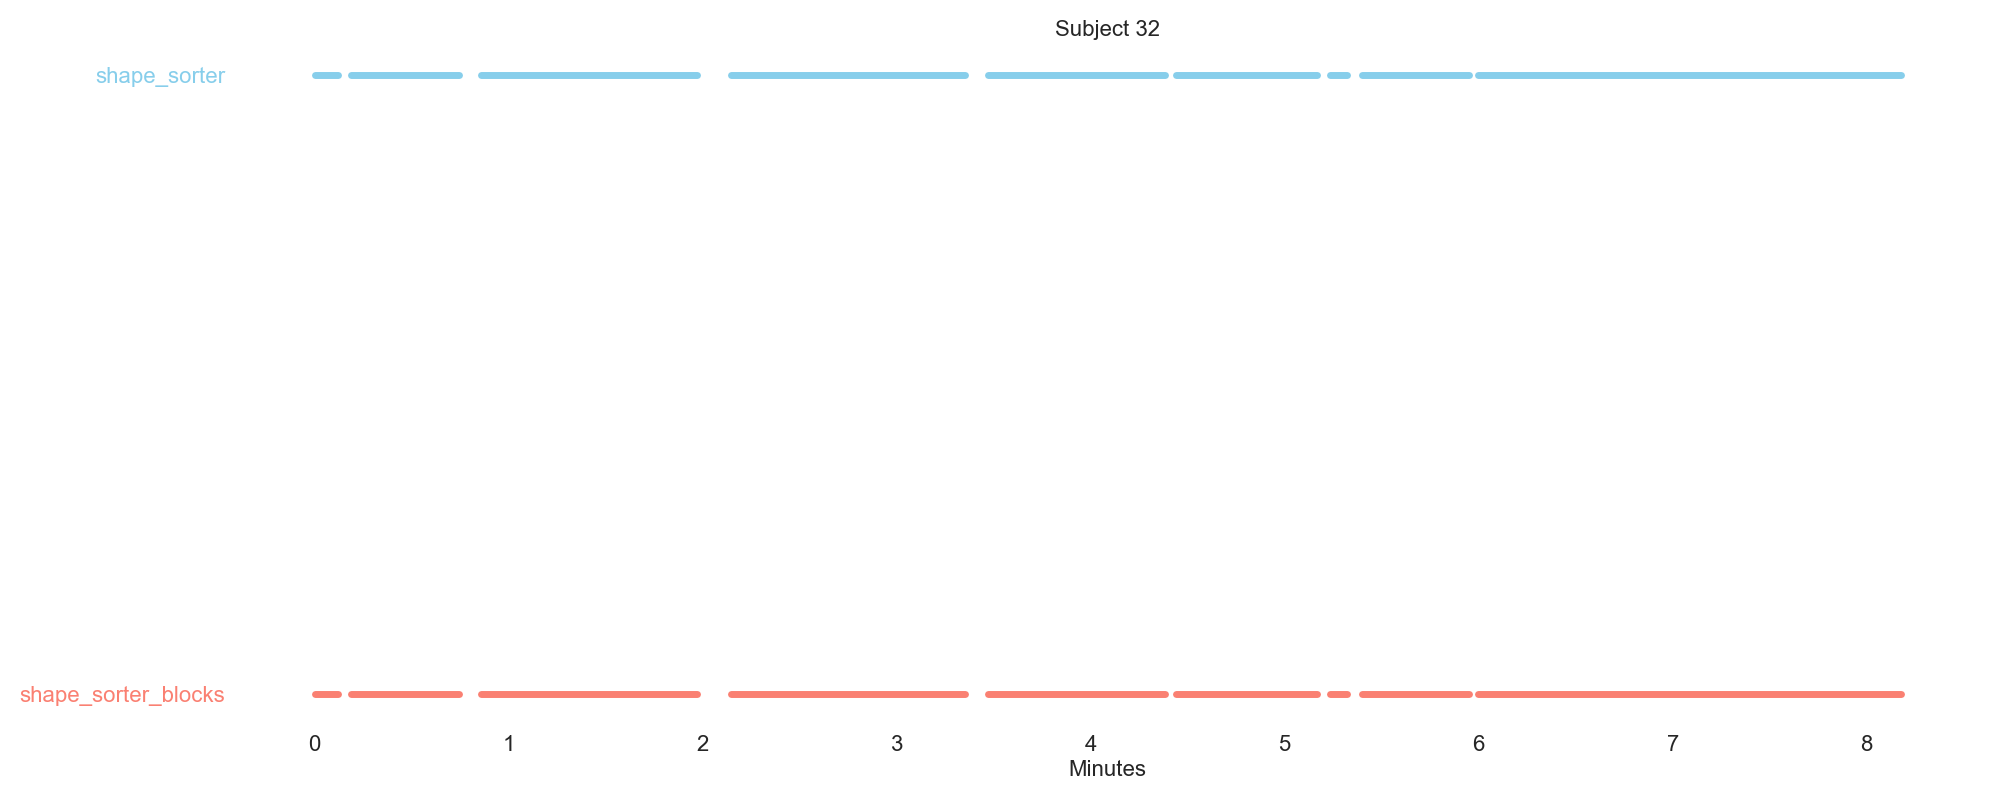 Subject 32
shape_sorter
shape_sorter_blocks
0 1 2 3 4 5 6 7 8
Minutes